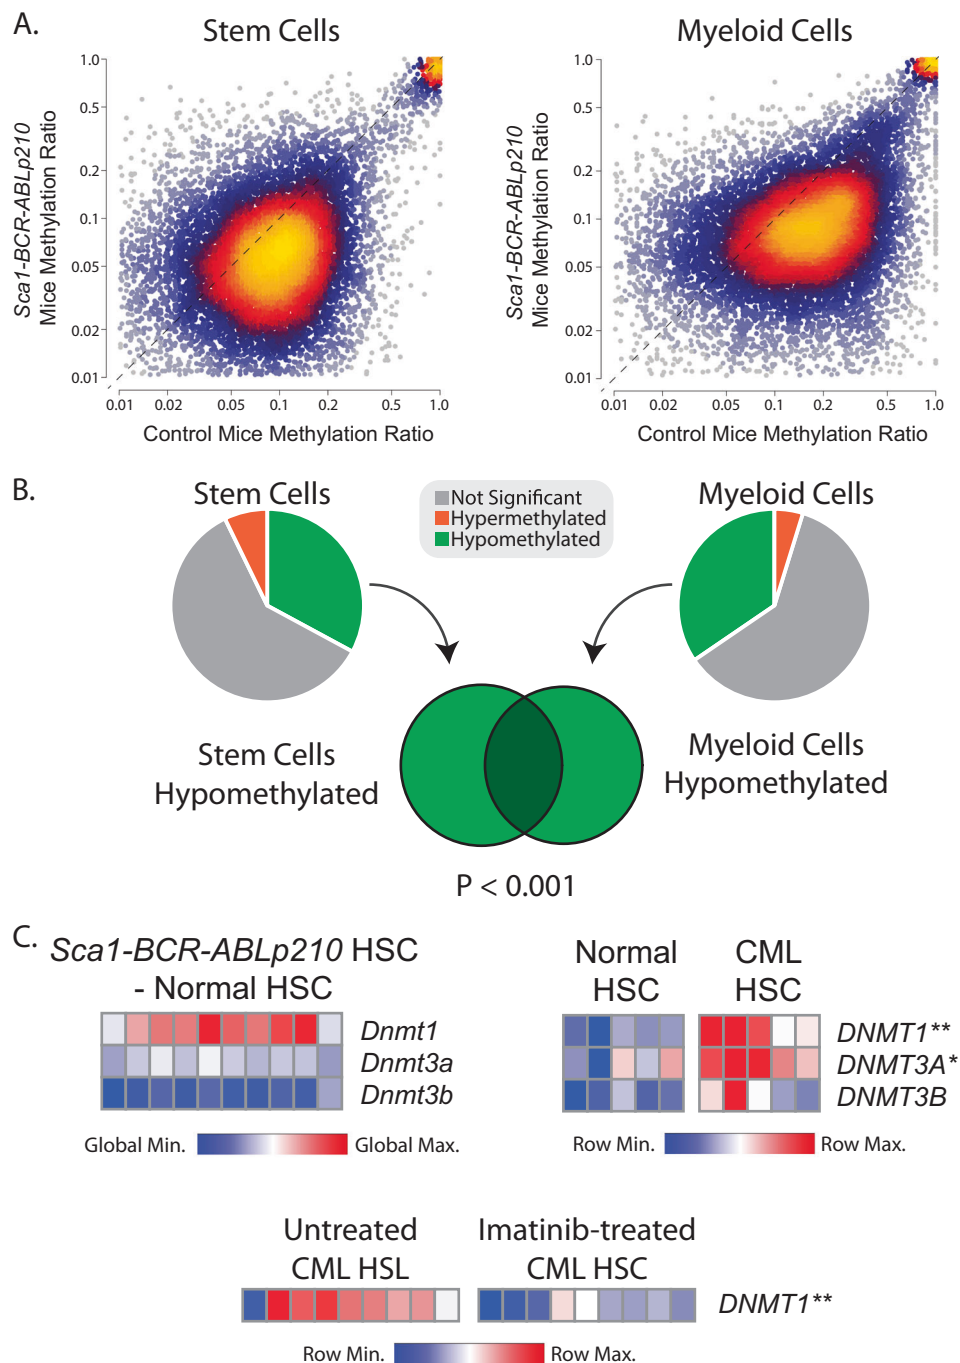 A.
Stem Cells
Myeloid Cells
Sca1-BCR-ABLp210
Mice Methylation Ratio
1.0
0.5
0.2
0.1
0.05
0.02
0.01
0.01 0.02 0.05 0.1 0.2 0.5 1.0
Control Mice Methylation Ratio
Sca1-BCR-ABLp210
Mice Methylation Ratio
1.0
0.5
0.2
0.1
0.05
0.02
0.01
0.01 0.02 0.05 0.1 0.2 0.5 1.0
Control Mice Methylation Ratio
B.
Stem Cells
Not Significant
Hypermethylated
Hypomethylated
Myeloid Cells
Stem Cells
Hypomethylated
Myeloid Cells
Hypomethylated
P < 0.001
C.
Sca1-BCR-ABLp210 HSC
- Normal HSC
Dnmt1
Dnmt3a
Dnmt3b
Global Min.
Global Max.
Normal
HSC
CML
HSC
DNMT1**
DNMT3A*
DNMT3B
Row Min.
Row Max.
Untreated
CML HSL
Imatinib-treated
CML HSC
DNMT1**
Row Min.
Row Max.